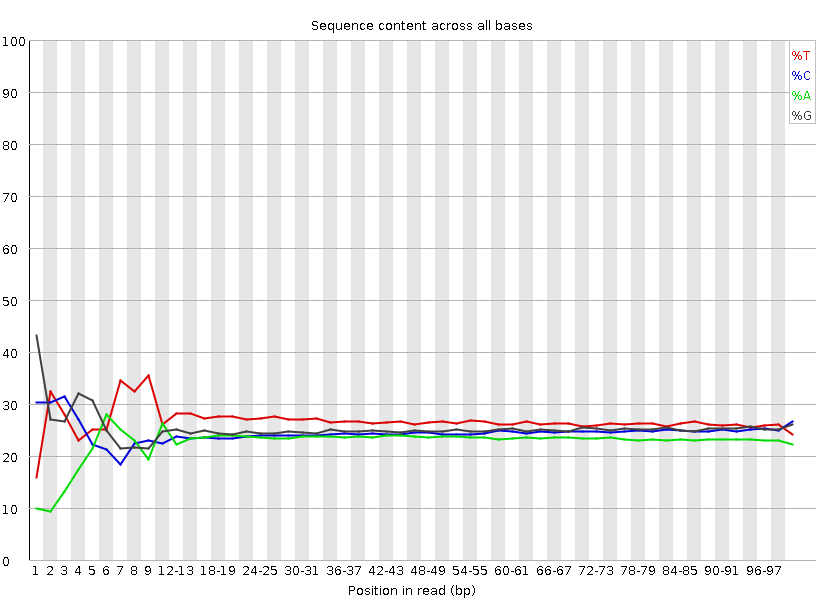 Sequence content across all bases
100
90
80
70
60
50
40
30
20
10
0
%T
%C
%A
%G
1 2 3 4 5 6 7 8 9 12-13 18-19 24-25 30-31 36-37 42-43 48-49 54-55 60-61 66-67 72-73 78-79 84-85 90-91 96-97
Position in read (bp)